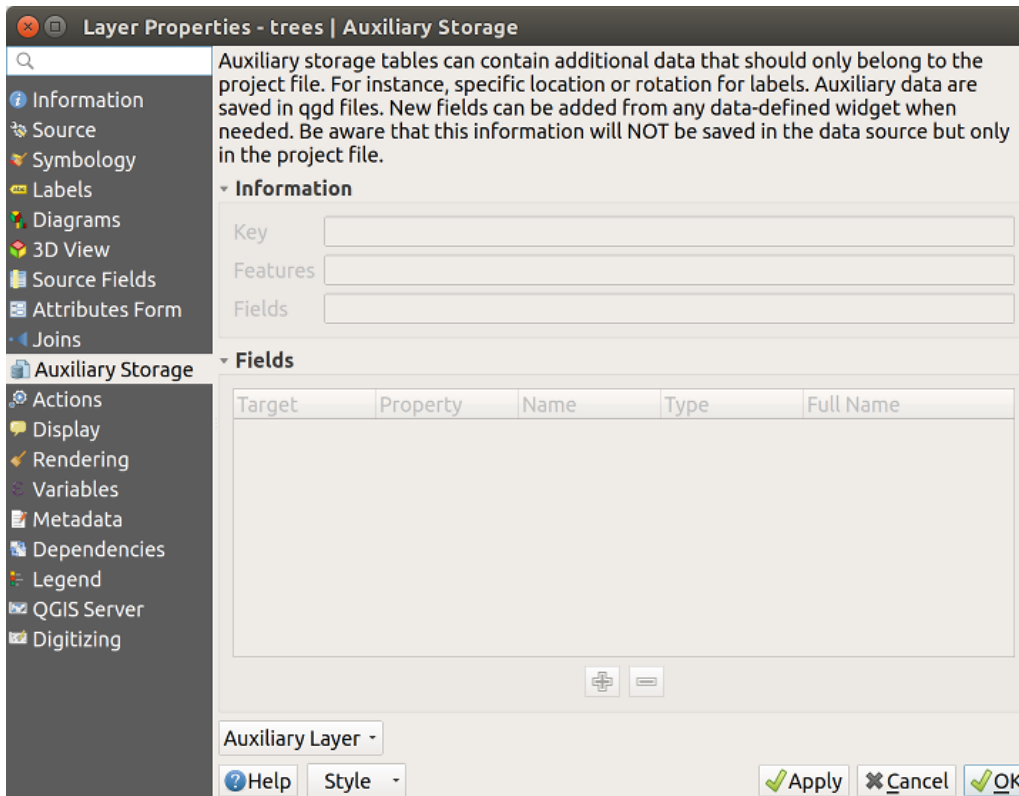 Layer Properties - trees | Auxiliary Storage
Information
Source
Symbology
Labels
Diagrams
3D View
Source Fields
Attributes Form
Joins
Auxiliary Storage
Actions
Display
Rendering
Variables
Metadata
Dependencies
Legend
QGIS Server
Digitizing
Auxiliary storage tables can contain additional data that should only belong to the
project file. For instance, specific location or rotation for labels. Auxiliary data are
saved in qgd files. New fields can be added from any data-defined widget when
needed. Be aware that this information will NOT be saved in the data source but only
in the project file.
Information
Key
Features
Fields
Fields
Target Property Name Type Full Name
Auxiliary Layer
Help Style Apply Cancel OK